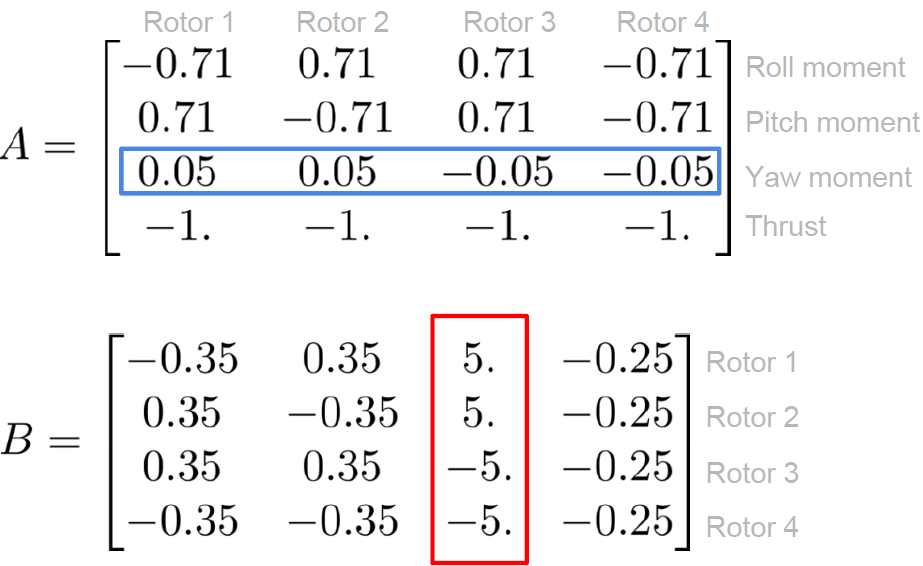 Rotor 1 Rotor 2 Rotor 3 Rotor 4
−0.71 0.71 0.71 −0.71 Roll moment
0.71 −0.71 0.71 −0.71 Pitch moment
A =
0.05 0.05 −0.05 −0.05 Yaw moment
−1. −1. −1. −1. Thrust
−0.35 0.35 5. −0.25 Rotor 1
0.35 −0.35 5. −0.25 Rotor 2
B =
0.35 0.35 −5. −0.25 Rotor 3
−0.35 −0.35 −5. −0.25 Rotor 4